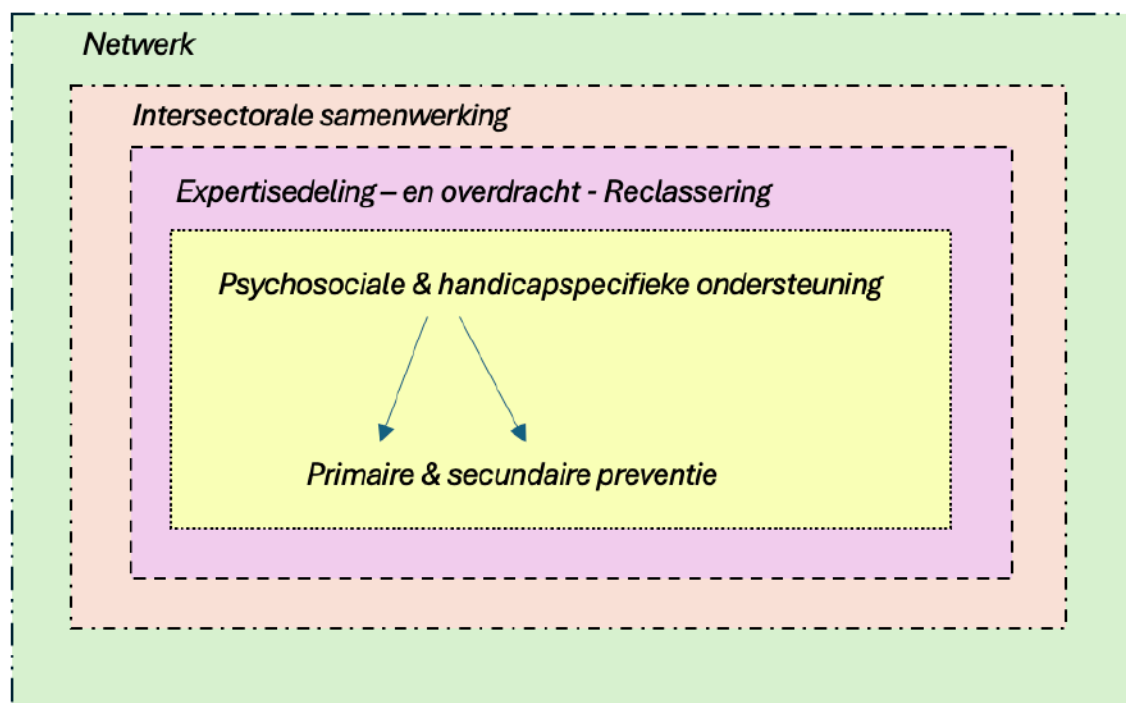 Netwerk
Intersectorale samenwerking
Expertisedeling – en overdracht - Reclassering
Psychosociale & handicapspecifieke ondersteuning
Primaire & secundaire preventie